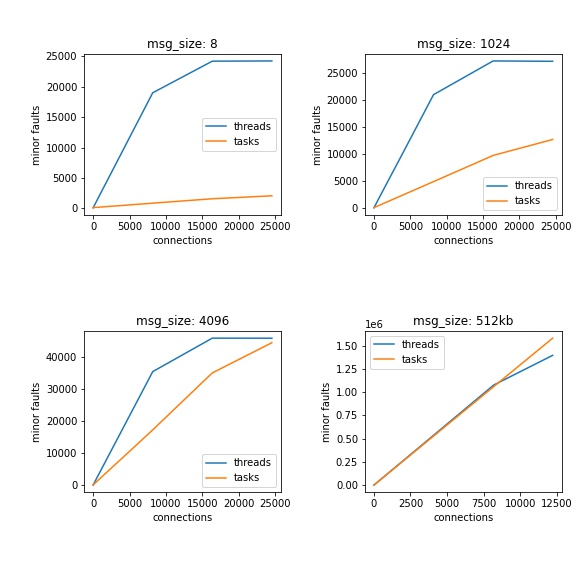 msg_size: 8
25000
20000
15000
10000
5000
0
minor faults
threads
tasks
0 5000 10000 15000 20000 25000
connections
msg_size: 1024
25000
20000
15000
10000
5000
0
minor faults
threads
tasks
0 5000 10000 15000 20000 25000
connections
msg_size: 4096
40000
30000
20000
10000
0
minor faults
threads
tasks
0 5000 10000 15000 20000 25000
connections
msg_size: 512kb
1e6
1.50
1.25
1.00
0.75
0.50
0.25
0.00
minor faults
threads
tasks
0 2500 5000 7500 10000 12500
connections